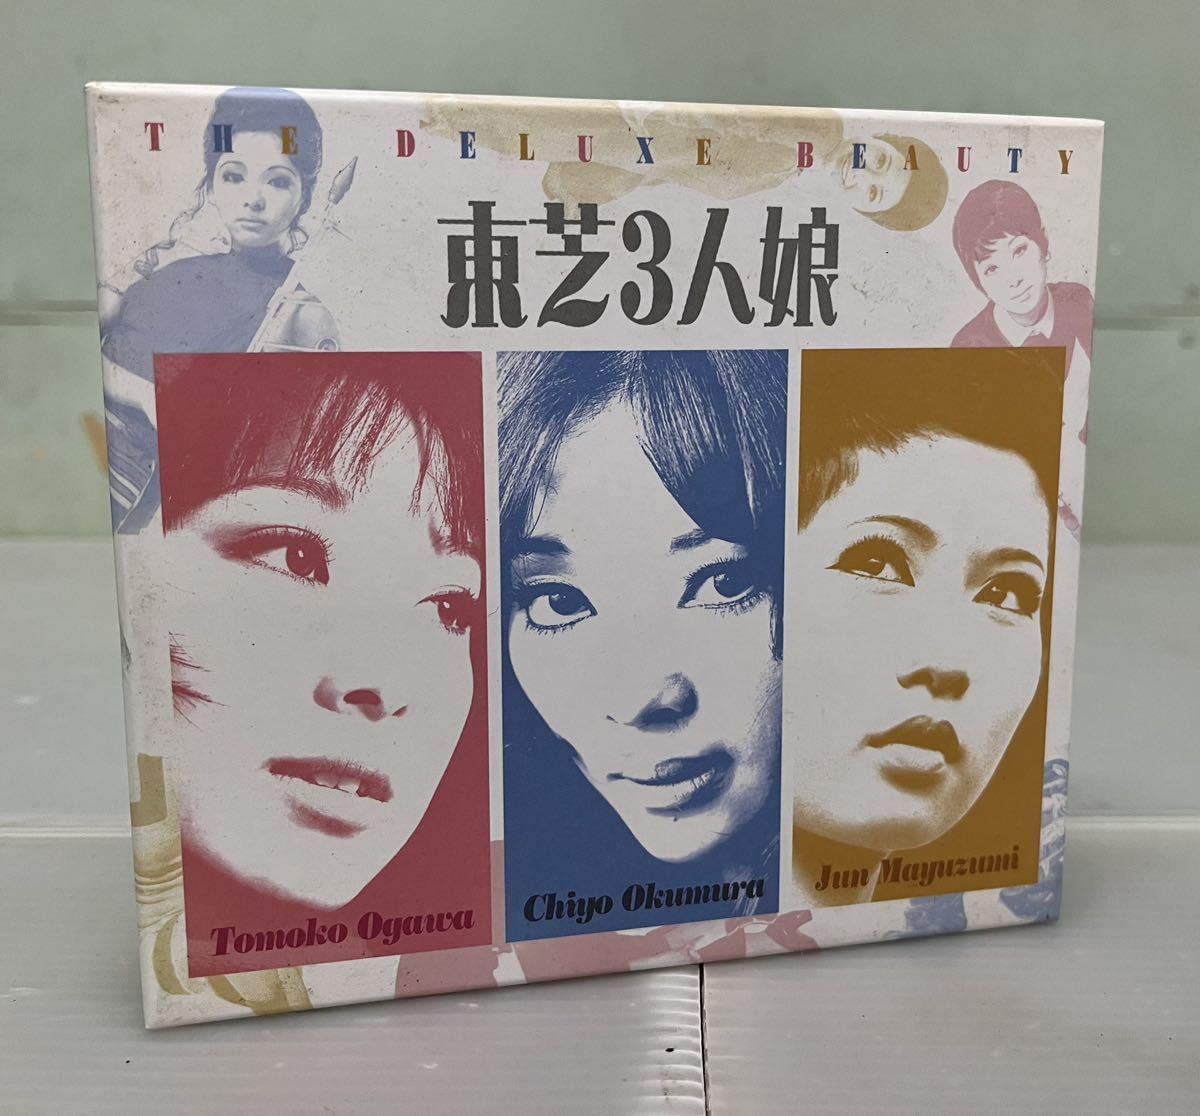 THE DELUXE BEAUTY
東芝3人娘
Tomoko Ogawa
Chiyo Okumura
Jun Mayuzumi